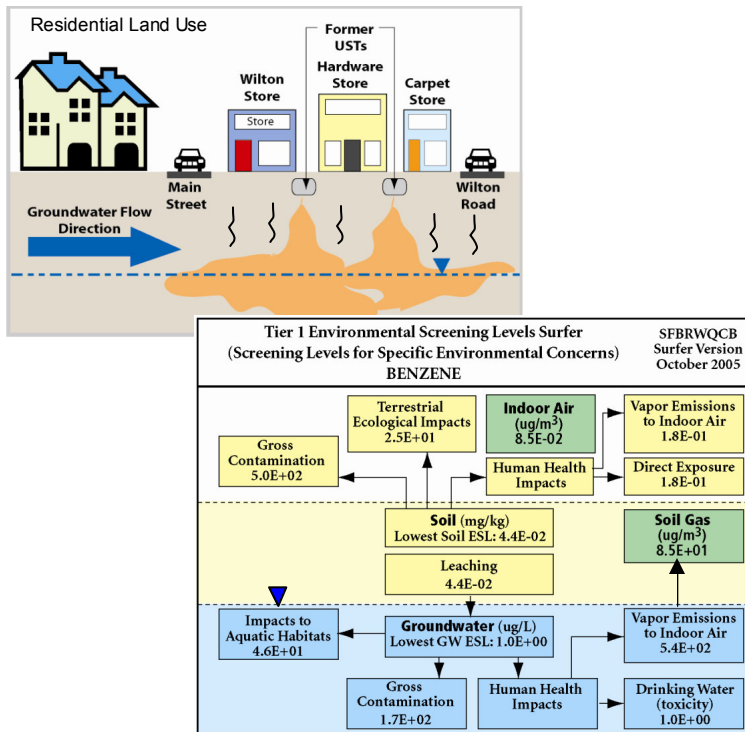 Residential Land Use
Former
USTs
Wilton
Store
Hardware
Store
Carpet
Store
Store
Main
Street
Wilton
Road
Groundwater Flow
Direction
Tier 1 Environmental Screening Levels Surfer
(Screening Levels for Specific Environmental Concerns)
BENZENE
SFBRWQCB
Surfer Version
October 2005
Gross
Contamination
5.0E+02
Terrestrial
Ecological Impacts
2.5E+01
Indoor Air
(ug/m³)
8.5E-02
Vapor Emissions
to Indoor Air
1.8E-01
Human Health
Impacts
Direct Exposure
1.8E-01
Soil (mg/kg)
Lowest Soil ESL: 4.4E-02
Soil Gas
(ug/m³)
8.5E+01
Leaching
4.4E-02
Impacts to
Aquatic Habitats
4.6E+01
Groundwater (ug/L)
Lowest GW ESL: 1.0E+00
Vapor Emissions
to Indoor Air
5.4E+02
Gross
Contamination
1.7E+02
Human Health
Impacts
Drinking Water
(toxicity)
1.0E+00